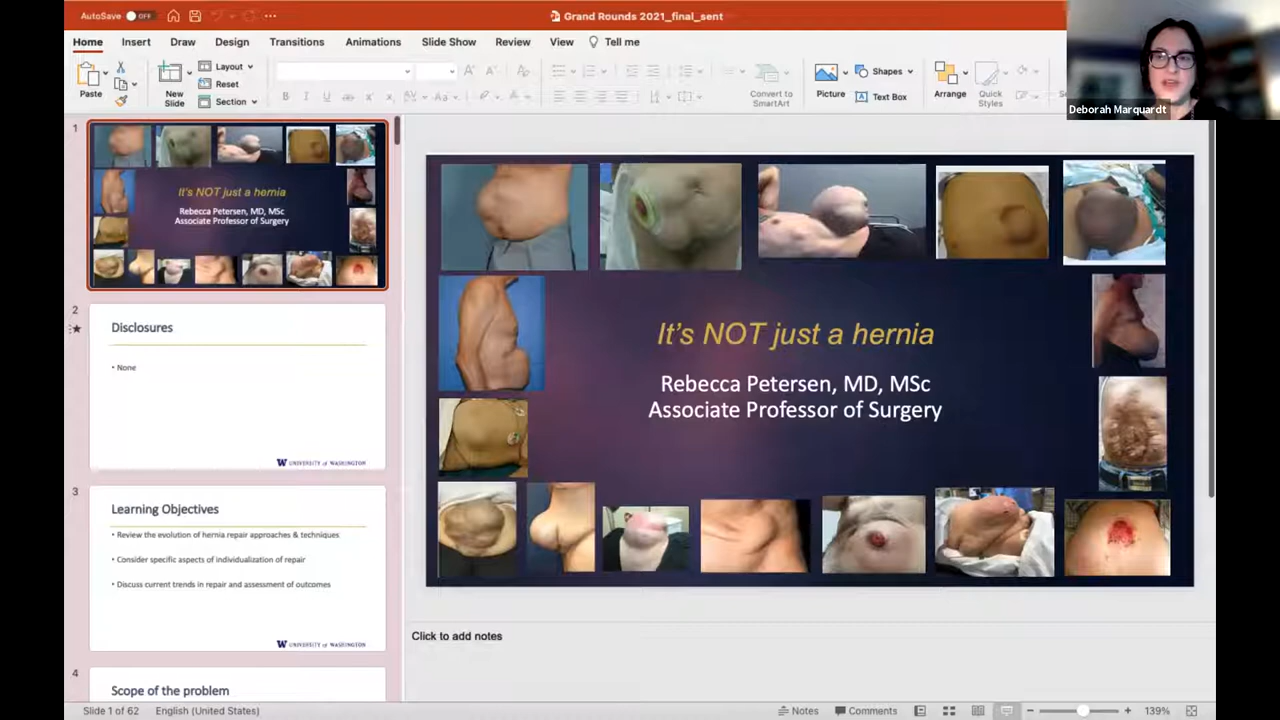 AutoSave OFF
Grand Rounds 2021_final_sent
Home Insert Draw Design Transitions Animations Slide Show Review View Tell me
Paste
New
Slide
Layout
Reset
Section
Convert to
SmartArt
Picture
Shapes
Text Box
Arrange
Quick
Styles
Deborah Marquardt
1
It's NOT just a hernia
Rebecca Petersen, MD, MSc
Associate Professor of Surgery
2
Disclosures
• None
W UNIVERSITY of WASHINGTON
3
Learning Objectives
• Review the evolution of hernia repair approaches & techniques
• Consider specific aspects of individualization of repair
• Discuss current trends in repair and assessment of outcomes
W UNIVERSITY of WASHINGTON
4
Scope of the problem
It's NOT just a hernia
Rebecca Petersen, MD, MSc
Associate Professor of Surgery
Click to add notes
Slide 1 of 62 English (United States) Notes Comments 139%